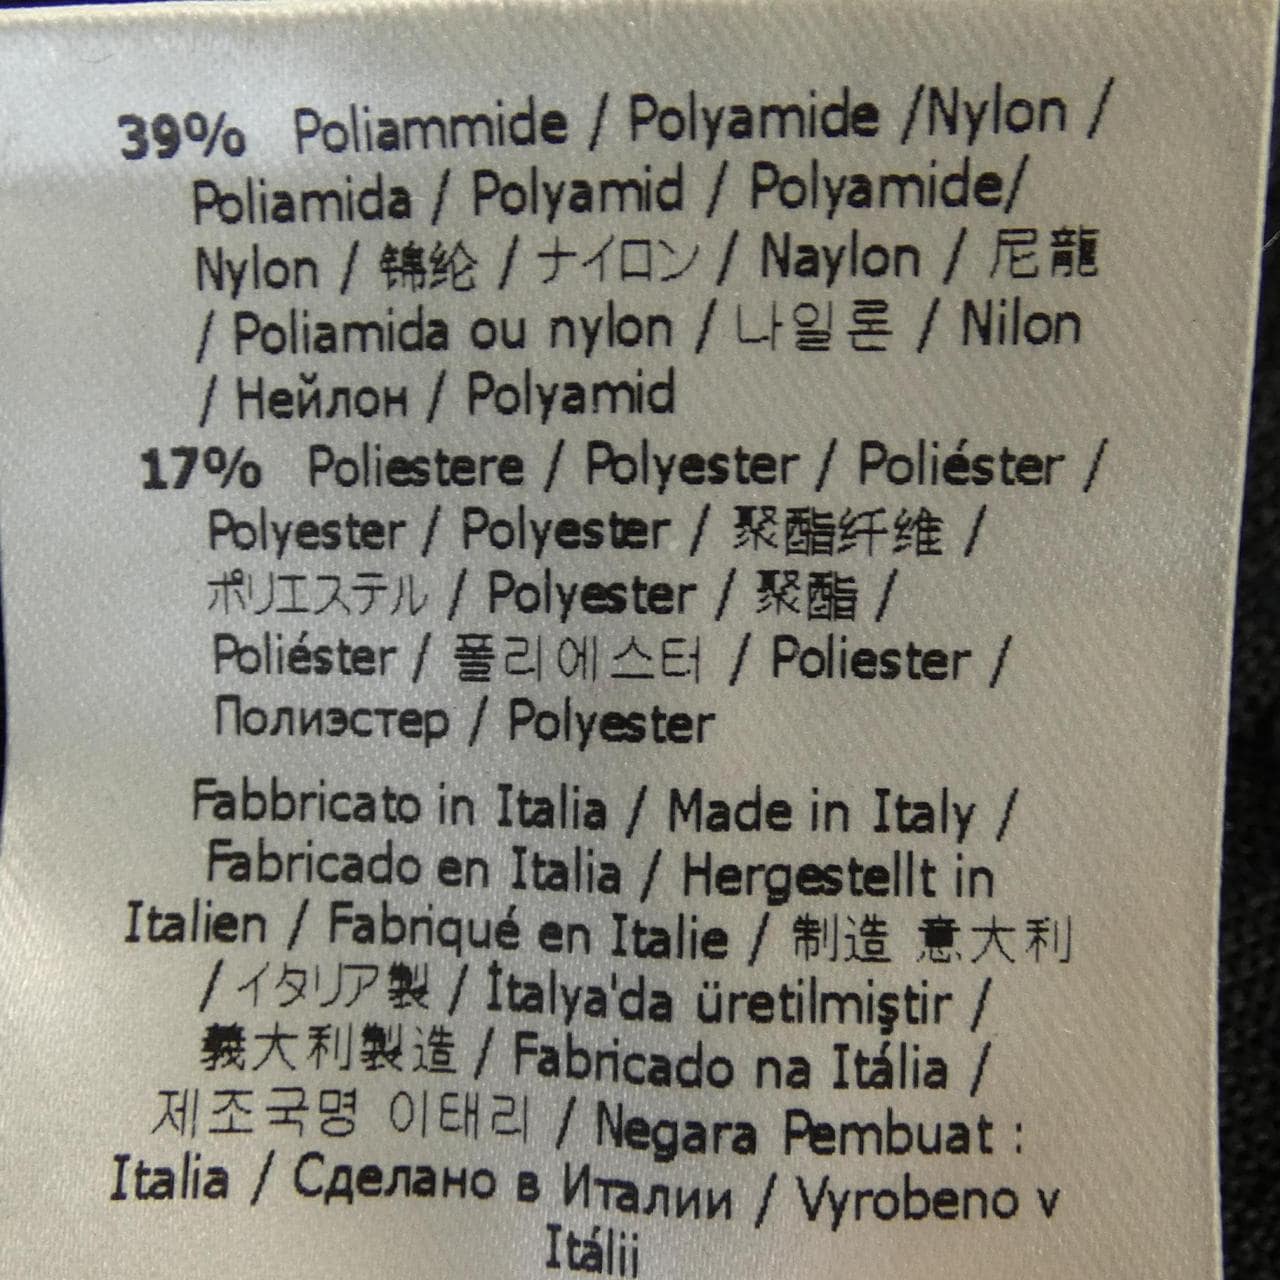 39% Poliammide / Polyamide /Nylon /
Poliamida / Polyamid / Polyamide/
Nylon / 锦纶 / ナイロン / Naylon / 尼龍
/ Poliamida ou nylon / 나일론 / Nilon
/ Нейлон / Polyamid
17% Poliestere / Polyester / Poliéster /
Polyester / Polyester / 聚酯纤维 /
ポリエステル / Polyester / 聚酯 /
Poliéster / 폴리에스터 / Poliester /
Полиэстер / Polyester
Fabbricato in Italia / Made in Italy /
Fabricado en Italia / Hergestellt in
Italien / Fabriqué en Italie / 制造 意大利
/ イタリア製 / İtalya'da üretilmiştir /
義大利製造 / Fabricado na Itália /
제조국명 이태리 / Negara Pembuat :
Italia / Сделано в Италии / Vyrobeno v
Itálii